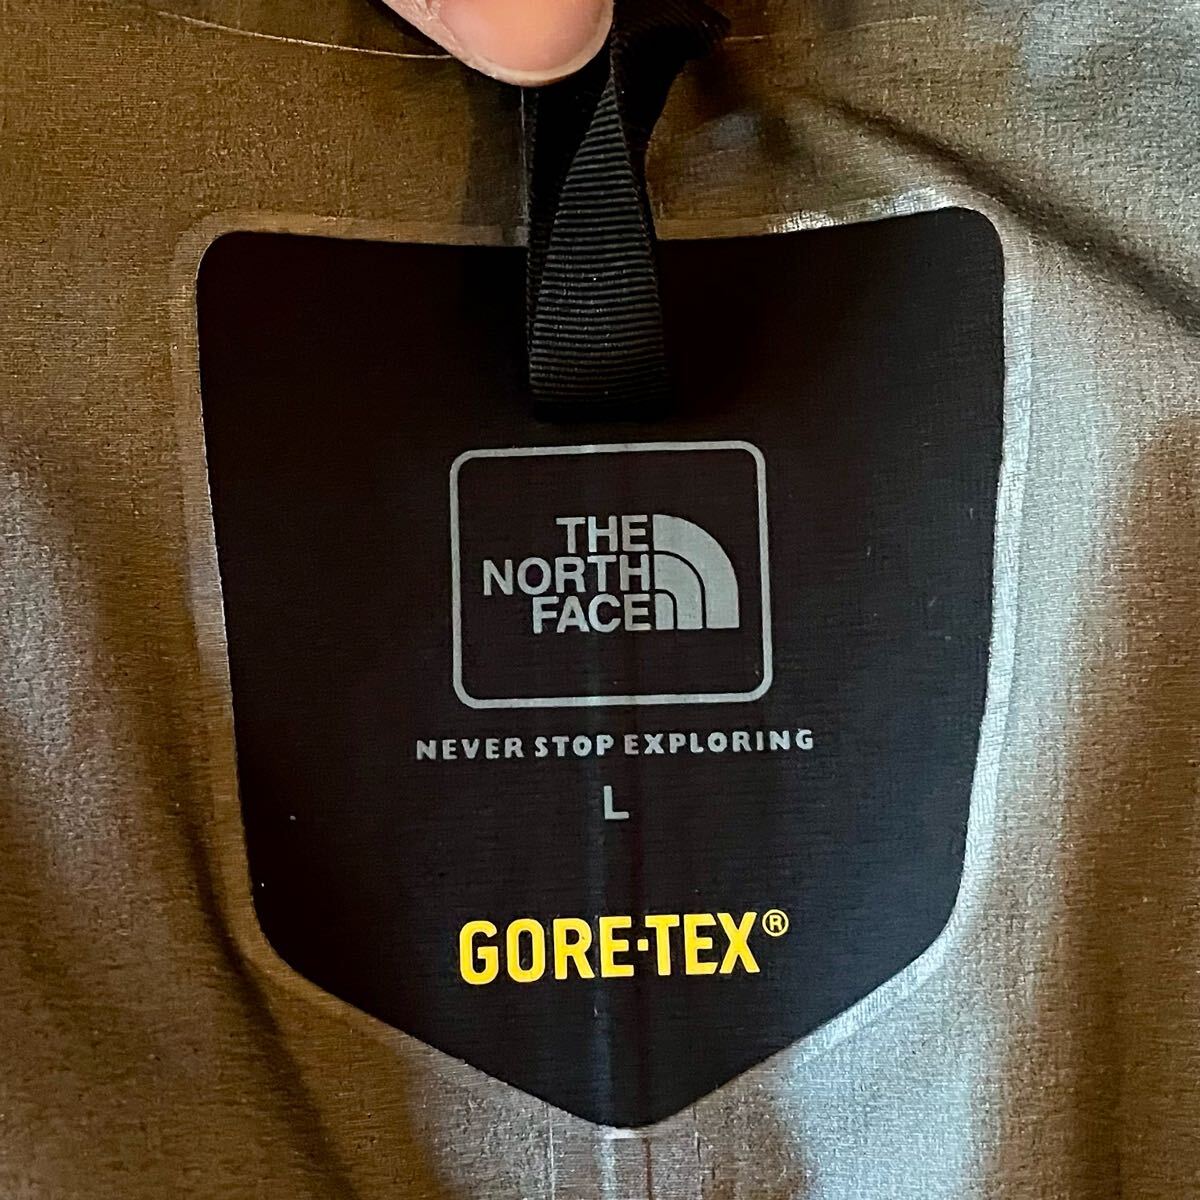 THE
NORTH
FACE
NEVER STOP EXPLORING
L
GORE-TEX®